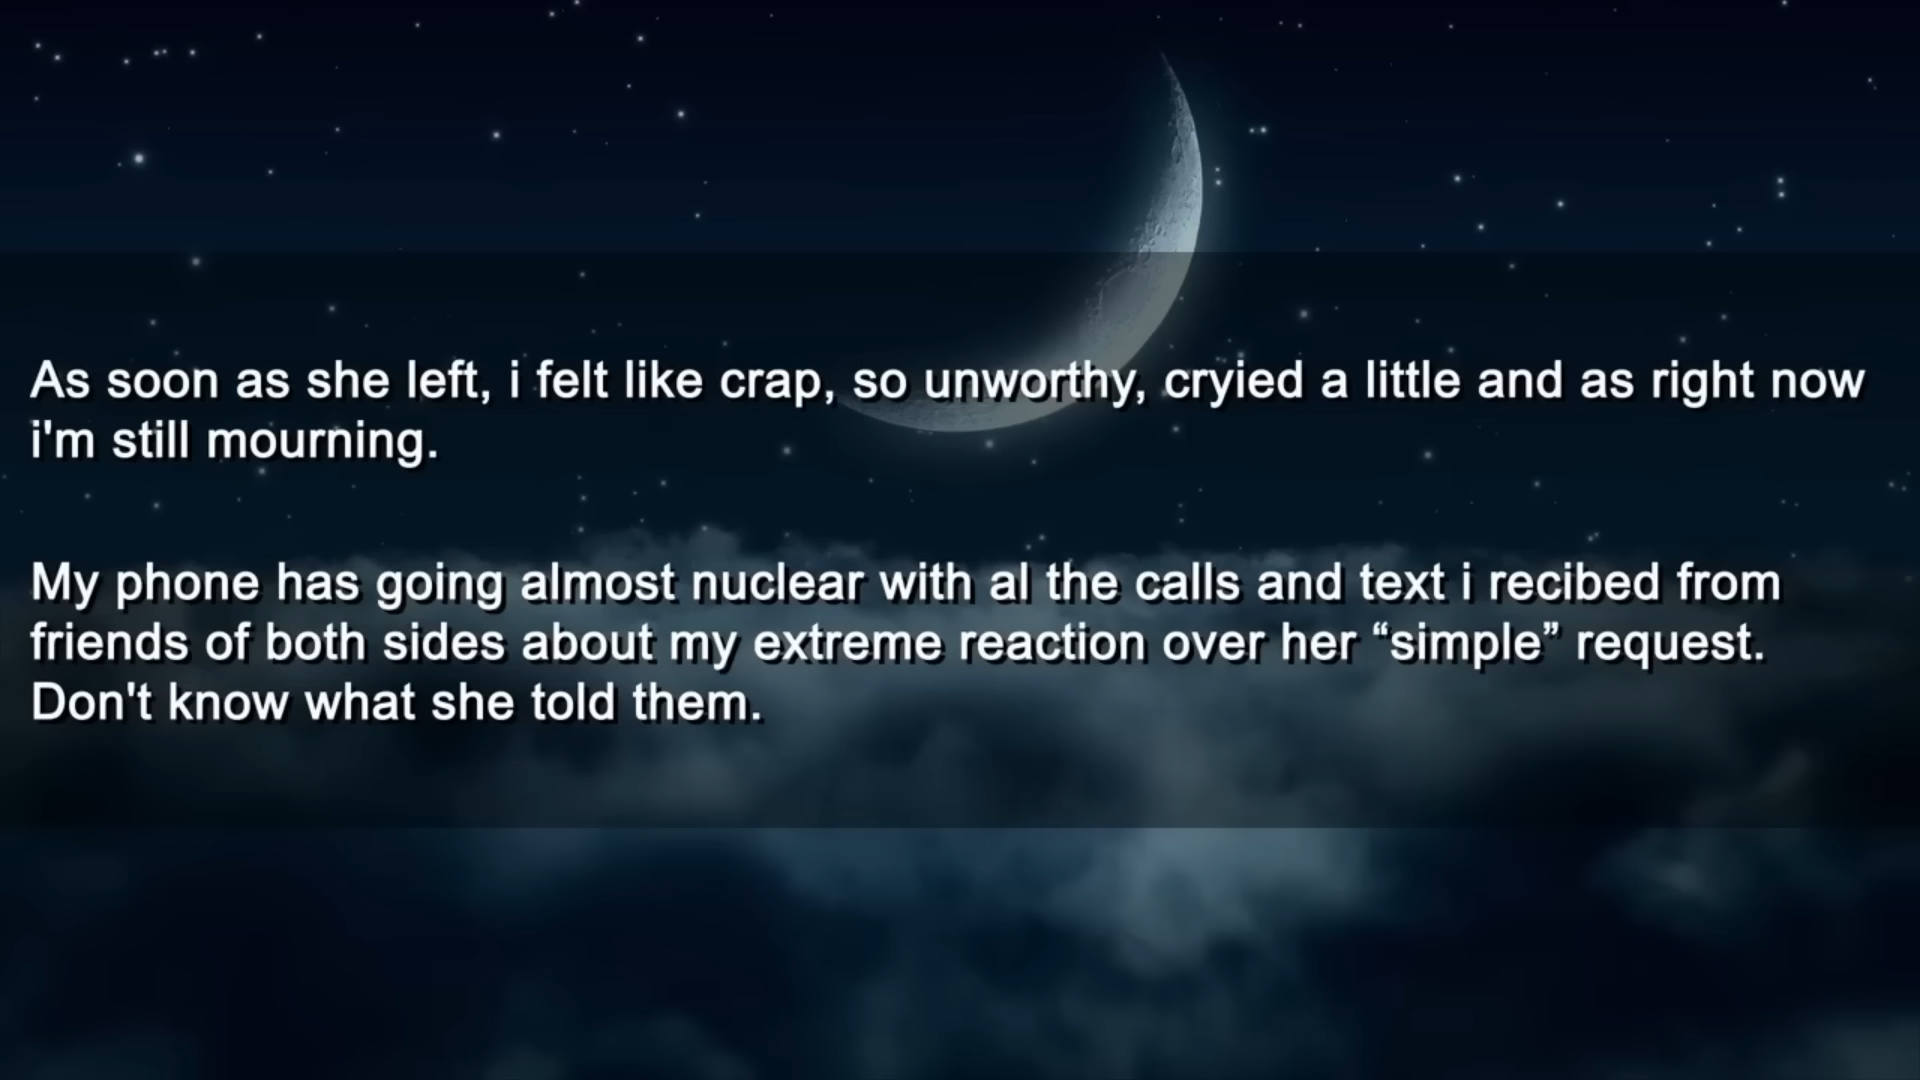 As soon as she left, i felt like crap, so unworthy, cryied a little and as right now
i'm still mourning.
My phone has going almost nuclear with al the calls and text i recibed from
friends of both sides about my extreme reaction over her “simple” request.
Don't know what she told them.